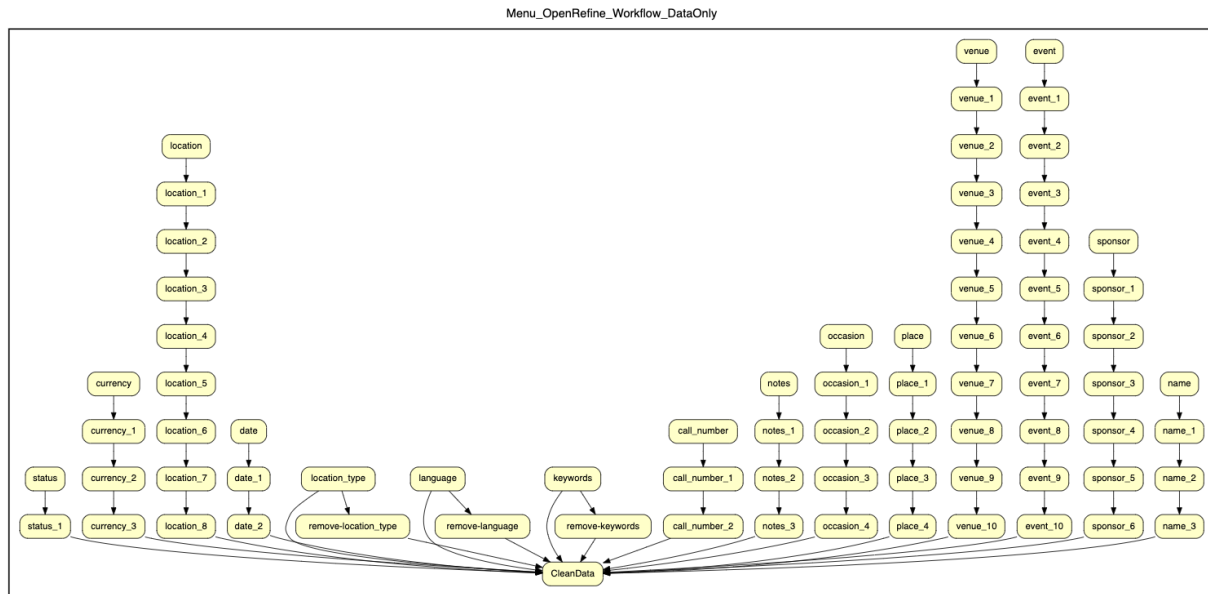 Menu_OpenRefine_Workflow_DataOnly
venue event
venue_1 event_1
location venue_2 event_2
location_1 venue_3 event_3
location_2 venue_4 event_4 sponsor
location_3 venue_5 event_5 sponsor_1
location_4 occasion place venue_6 event_6 sponsor_2
currency location_5 notes occasion_1 place_1 venue_7 event_7 sponsor_3 name
currency_1 location_6 date call_number notes_1 occasion_2 place_2 venue_8 event_8 sponsor_4 name_1
status currency_2 location_7 date_1 location_type language keywords call_number_1 notes_2 occasion_3 place_3 venue_9 event_9 sponsor_5 name_2
status_1 currency_3 location_8 date_2 remove-location_type remove-language remove-keywords call_number_2 notes_3 occasion_4 place_4 venue_10 event_10 sponsor_6 name_3
CleanData